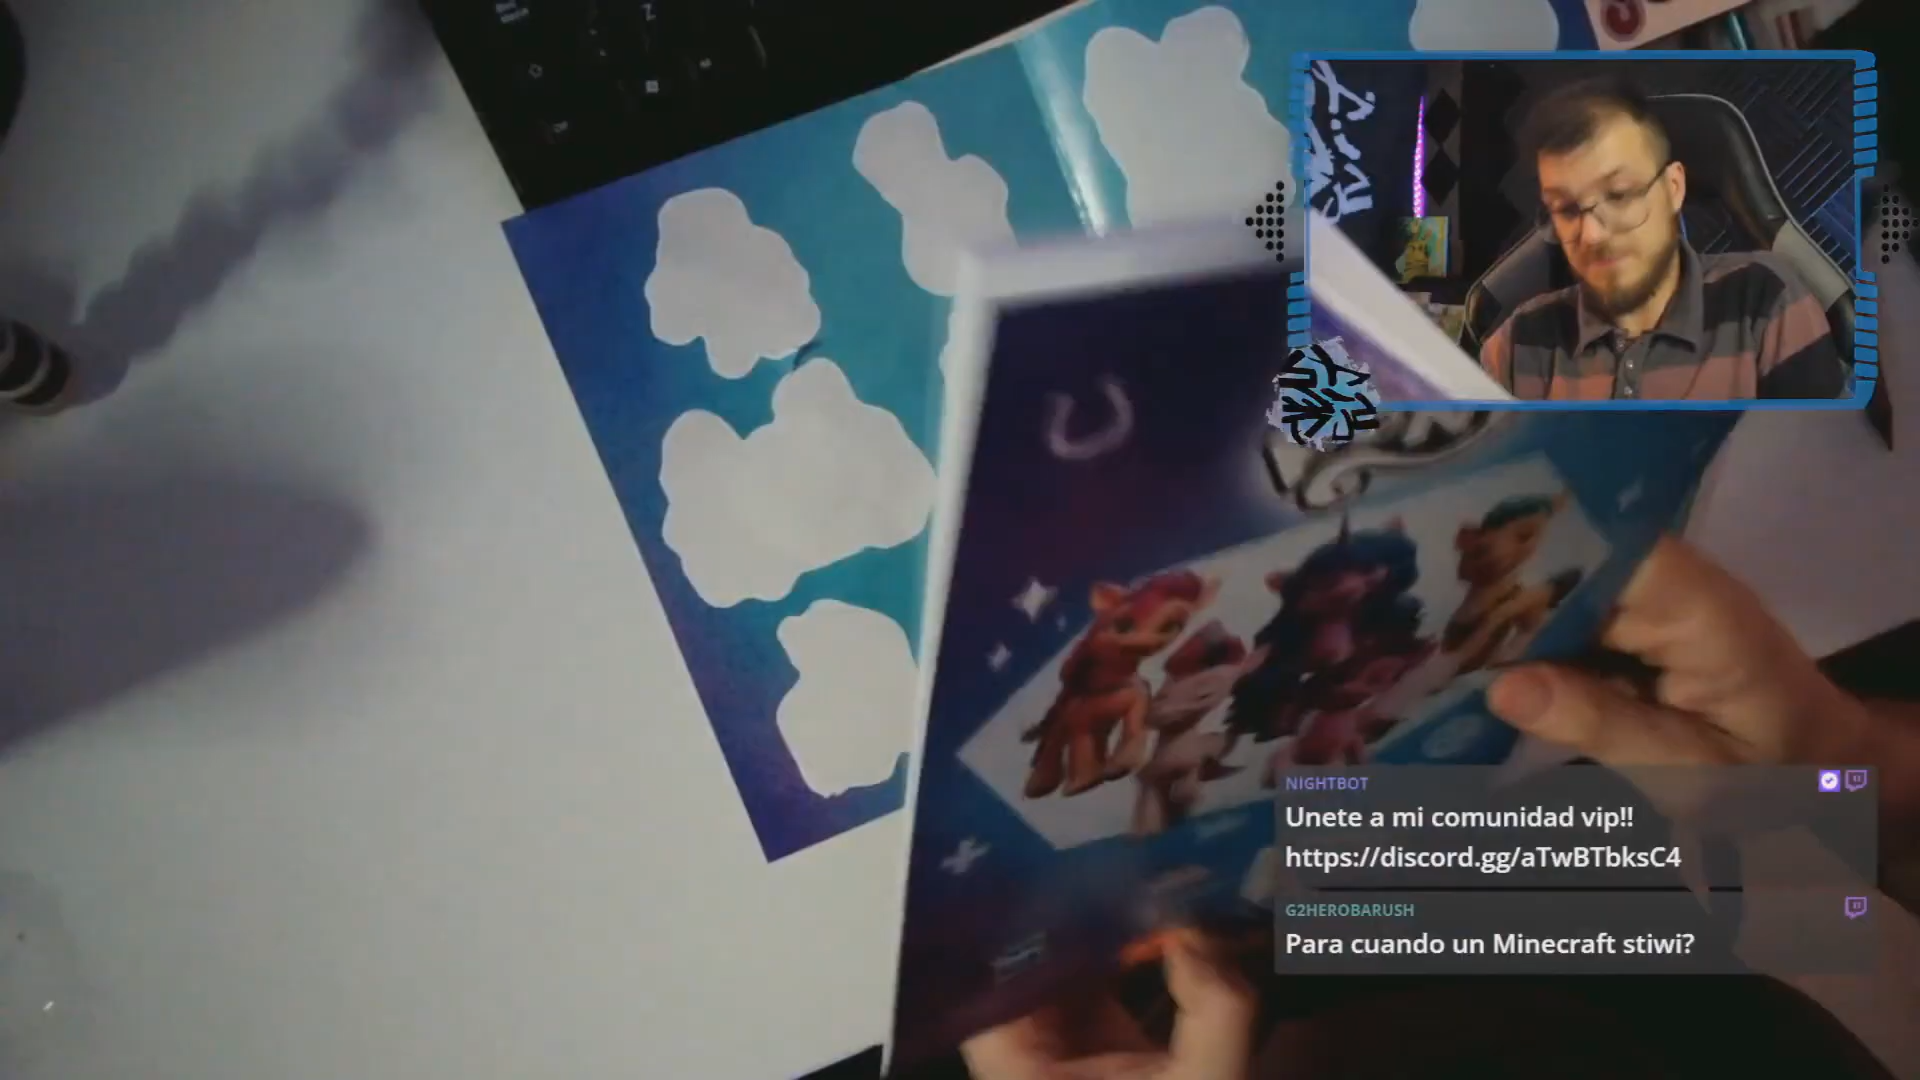 NIGHTBOT
Unete a mi comunidad vip!!
https://discord.gg/aTwBTbksC4
G2HEROBARUSH
Para cuando un Minecraft stiwi?